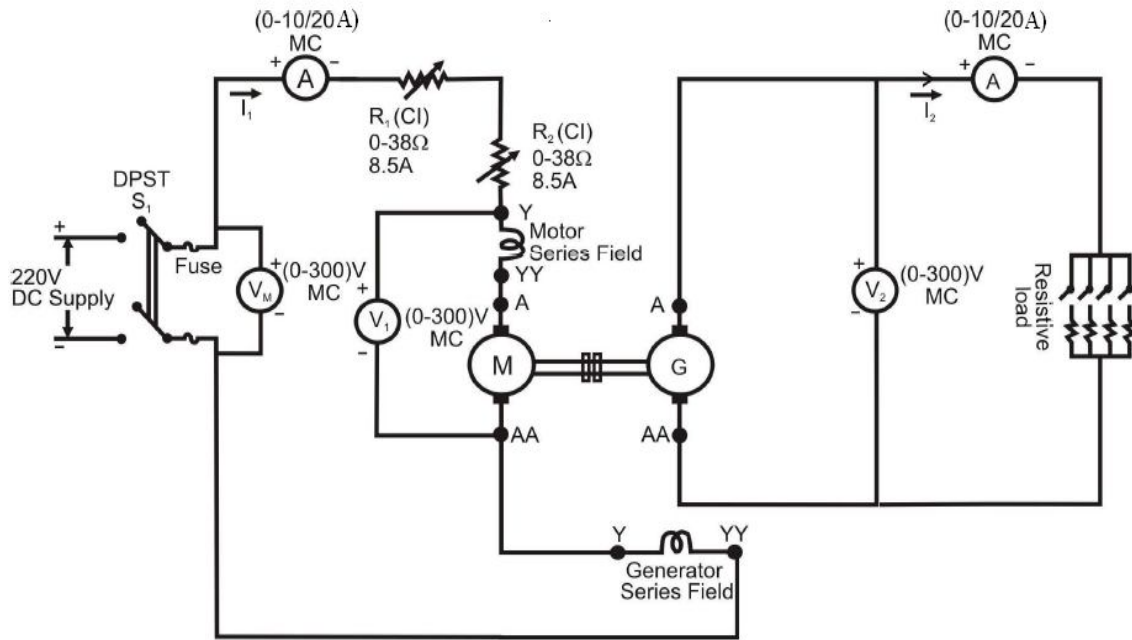 (0-10/20A)
MC
+ A −
I₁
R₁(CI)
0-38Ω
8.5A
R₂(CI)
0-38Ω
8.5A
DPST
S₁
+
220V
DC Supply
−
Fuse
+
V_M
−
(0-300)V
MC
Y
Motor
Series Field
YY
A
+
V₁
−
(0-300)V
MC
M
AA
A
G
AA
Y
YY
Generator
Series Field
(0-10/20A)
MC
+ A −
I₂
+
V₂
−
(0-300)V
MC
Resistive
load